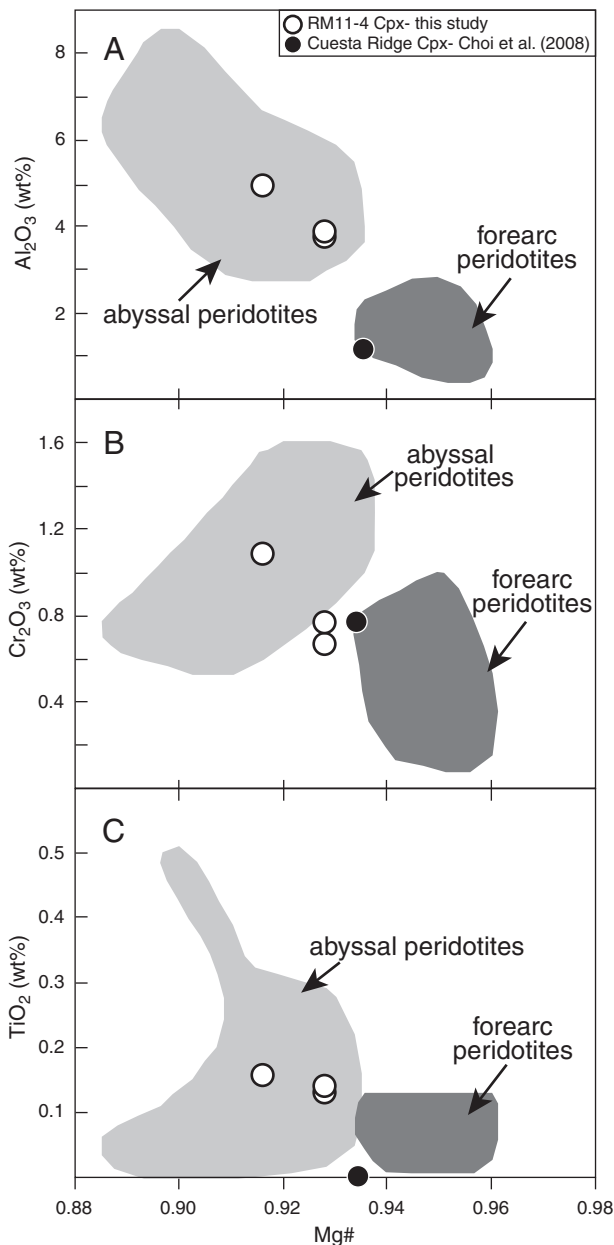 RM11-4 Cpx- this study
Cuesta Ridge Cpx- Choi et al. (2008)
A
8
6
4
2
Al₂O₃ (wt%)
abyssal peridotites
forearc
peridotites
B
1.6
1.2
0.8
0.4
Cr₂O₃ (wt%)
abyssal
peridotites
forearc
peridotites
C
0.5
0.4
0.3
0.2
0.1
TiO₂ (wt%)
abyssal peridotites
forearc
peridotites
0.88 0.90 0.92 0.94 0.96 0.98
Mg#